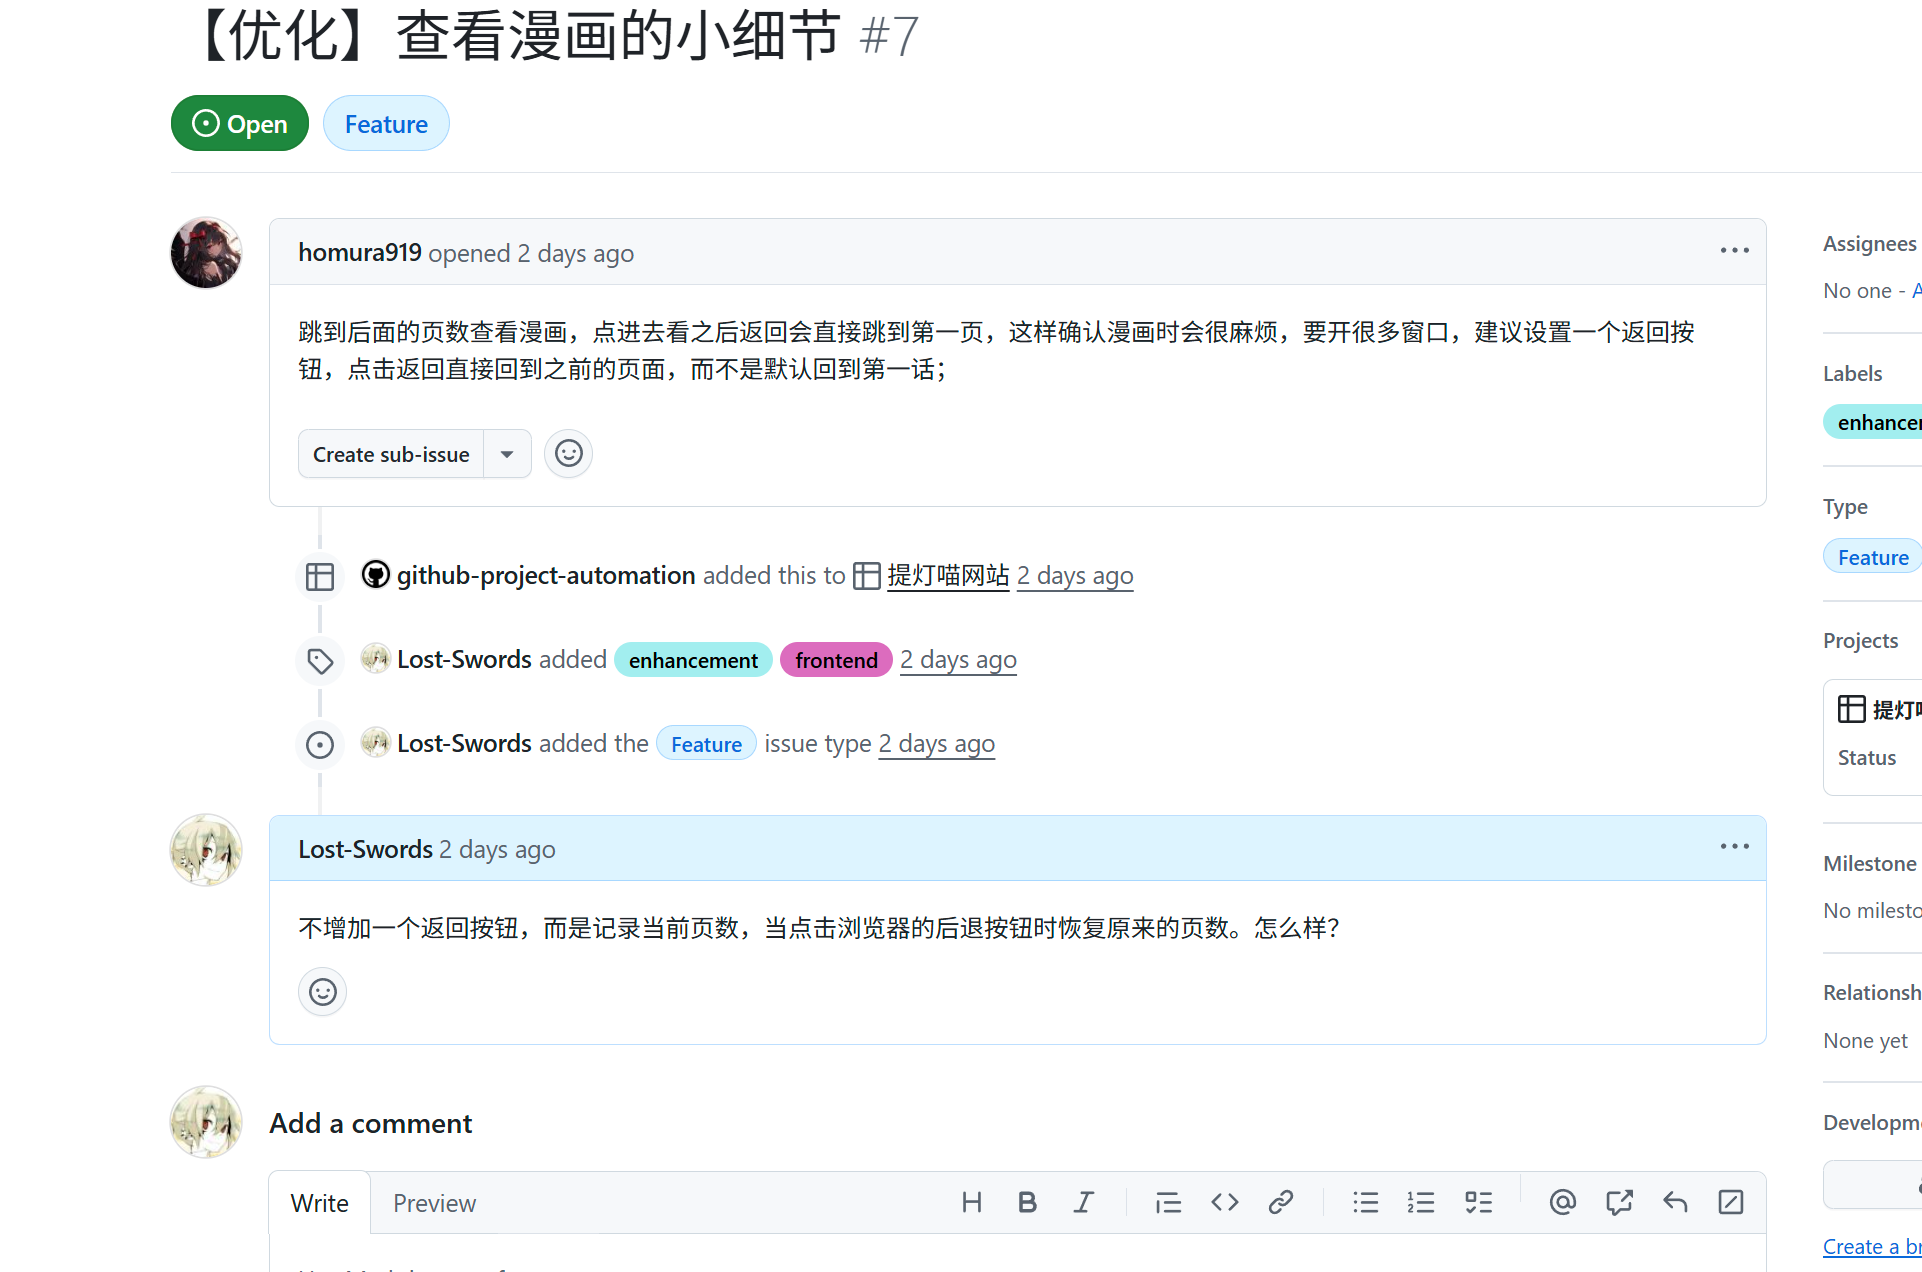 【优化】查看漫画的小细节 #7
Open Feature
homura919 opened 2 days ago
跳到后面的页数查看漫画，点进去看之后返回会直接跳到第一页，这样确认漫画时会很麻烦，要开很多窗口，建议设置一个返回按
钮，点击返回直接回到之前的页面，而不是默认回到第一话；
Create sub-issue
github-project-automation added this to 提灯喵网站 2 days ago
Lost-Swords added enhancement frontend 2 days ago
Lost-Swords added the Feature issue type 2 days ago
Lost-Swords 2 days ago
不增加一个返回按钮，而是记录当前页数，当点击浏览器的后退按钮时恢复原来的页数。怎么样？
Add a comment
Write Preview
Assignees
No one -
Labels
Type
Feature
Projects
提灯
Status
Milestone
No
Relationsh
None yet
Developm
Create a